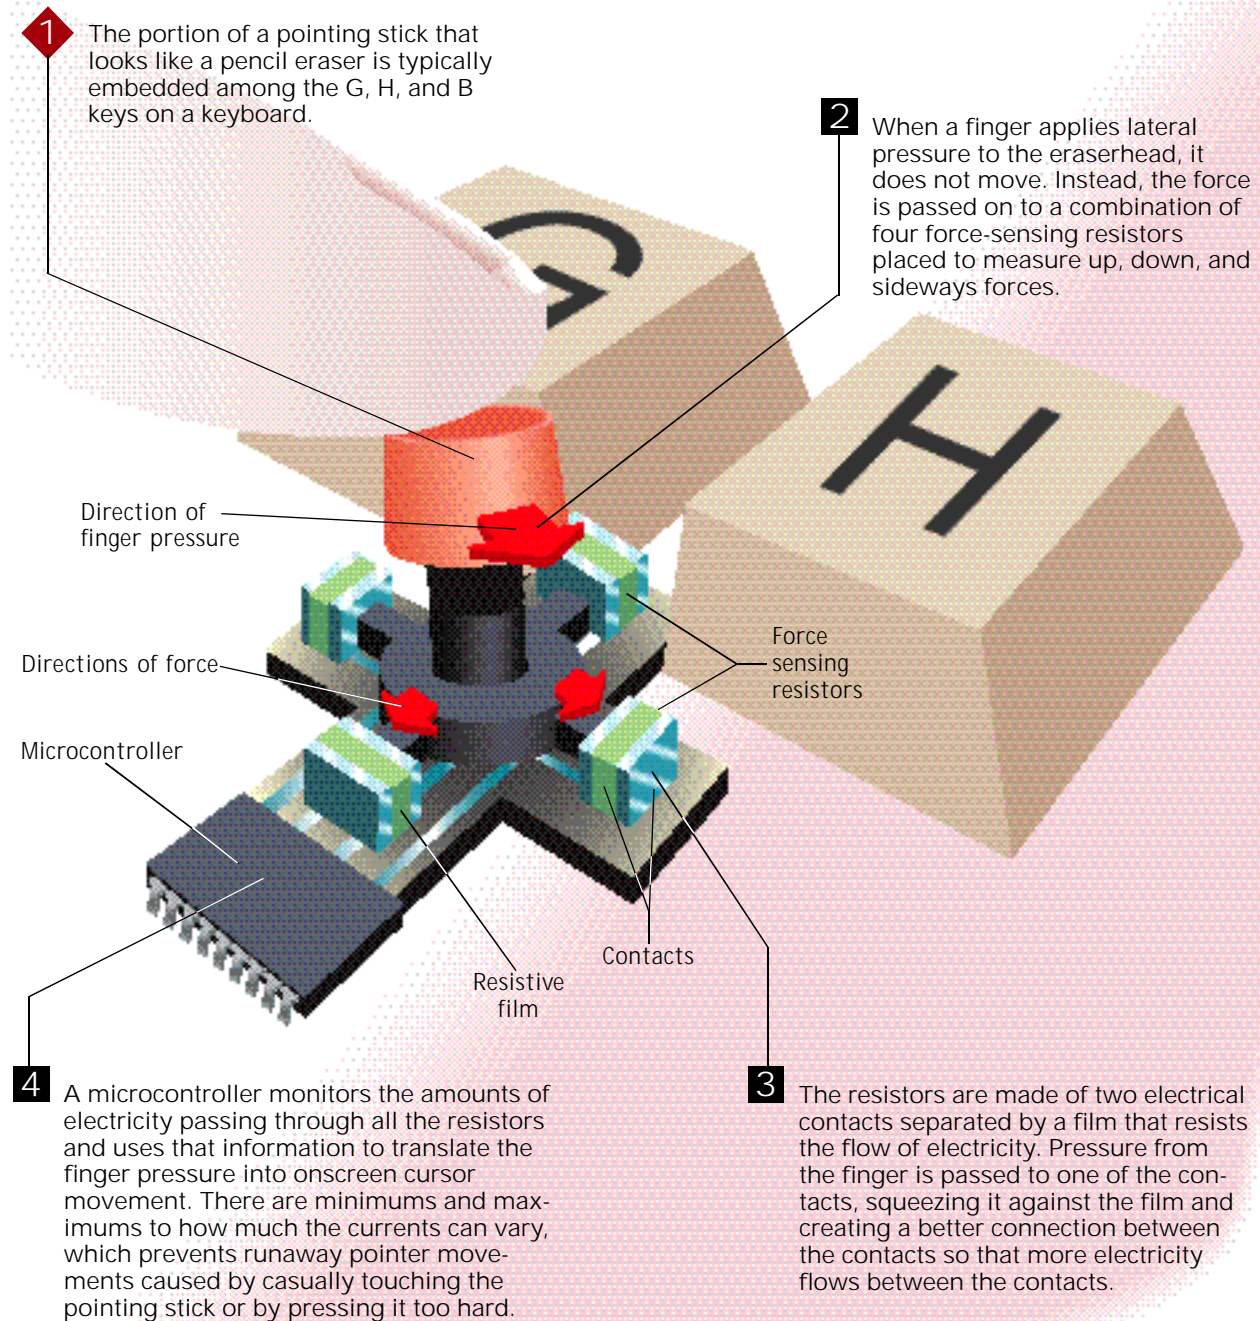 1
The portion of a pointing stick that
looks like a pencil eraser is typically
embedded among the G, H, and B
keys on a keyboard.
2
When a finger applies lateral
pressure to the eraserhead, it
does not move. Instead, the force
is passed on to a combination of
four force-sensing resistors
placed to measure up, down, and
sideways forces.
G
H
Direction of
finger pressure
Directions of force
Force
sensing
resistors
Microcontroller
Contacts
Resistive
film
4
A microcontroller monitors the amounts of
electricity passing through all the resistors
and uses that information to translate the
finger pressure into onscreen cursor
movement. There are minimums and max-
imums to how much the currents can vary,
which prevents runaway pointer move-
ments caused by casually touching the
pointing stick or by pressing it too hard.
3
The resistors are made of two electrical
contacts separated by a film that resists
the flow of electricity. Pressure from
the finger is passed to one of the con-
tacts, squeezing it against the film and
creating a better connection between
the contacts so that more electricity
flows between the contacts.